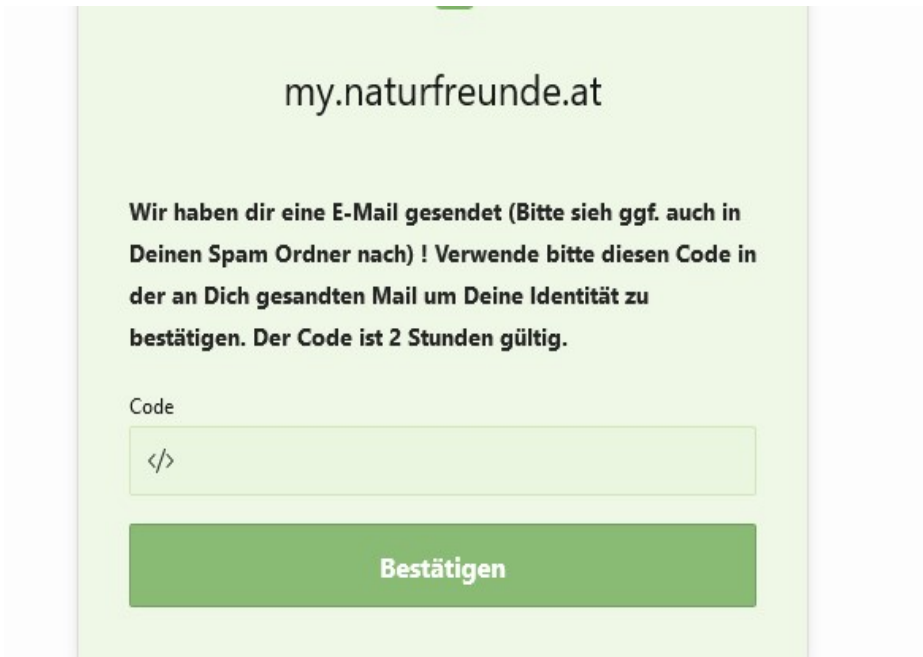 my.naturfreunde.at
Wir haben dir eine E-Mail gesendet (Bitte sieh ggf. auch in
Deinen Spam Ordner nach) ! Verwende bitte diesen Code in
der an Dich gesandten Mail um Deine Identität zu
bestätigen. Der Code ist 2 Stunden gültig.
Code
</>
Bestätigen